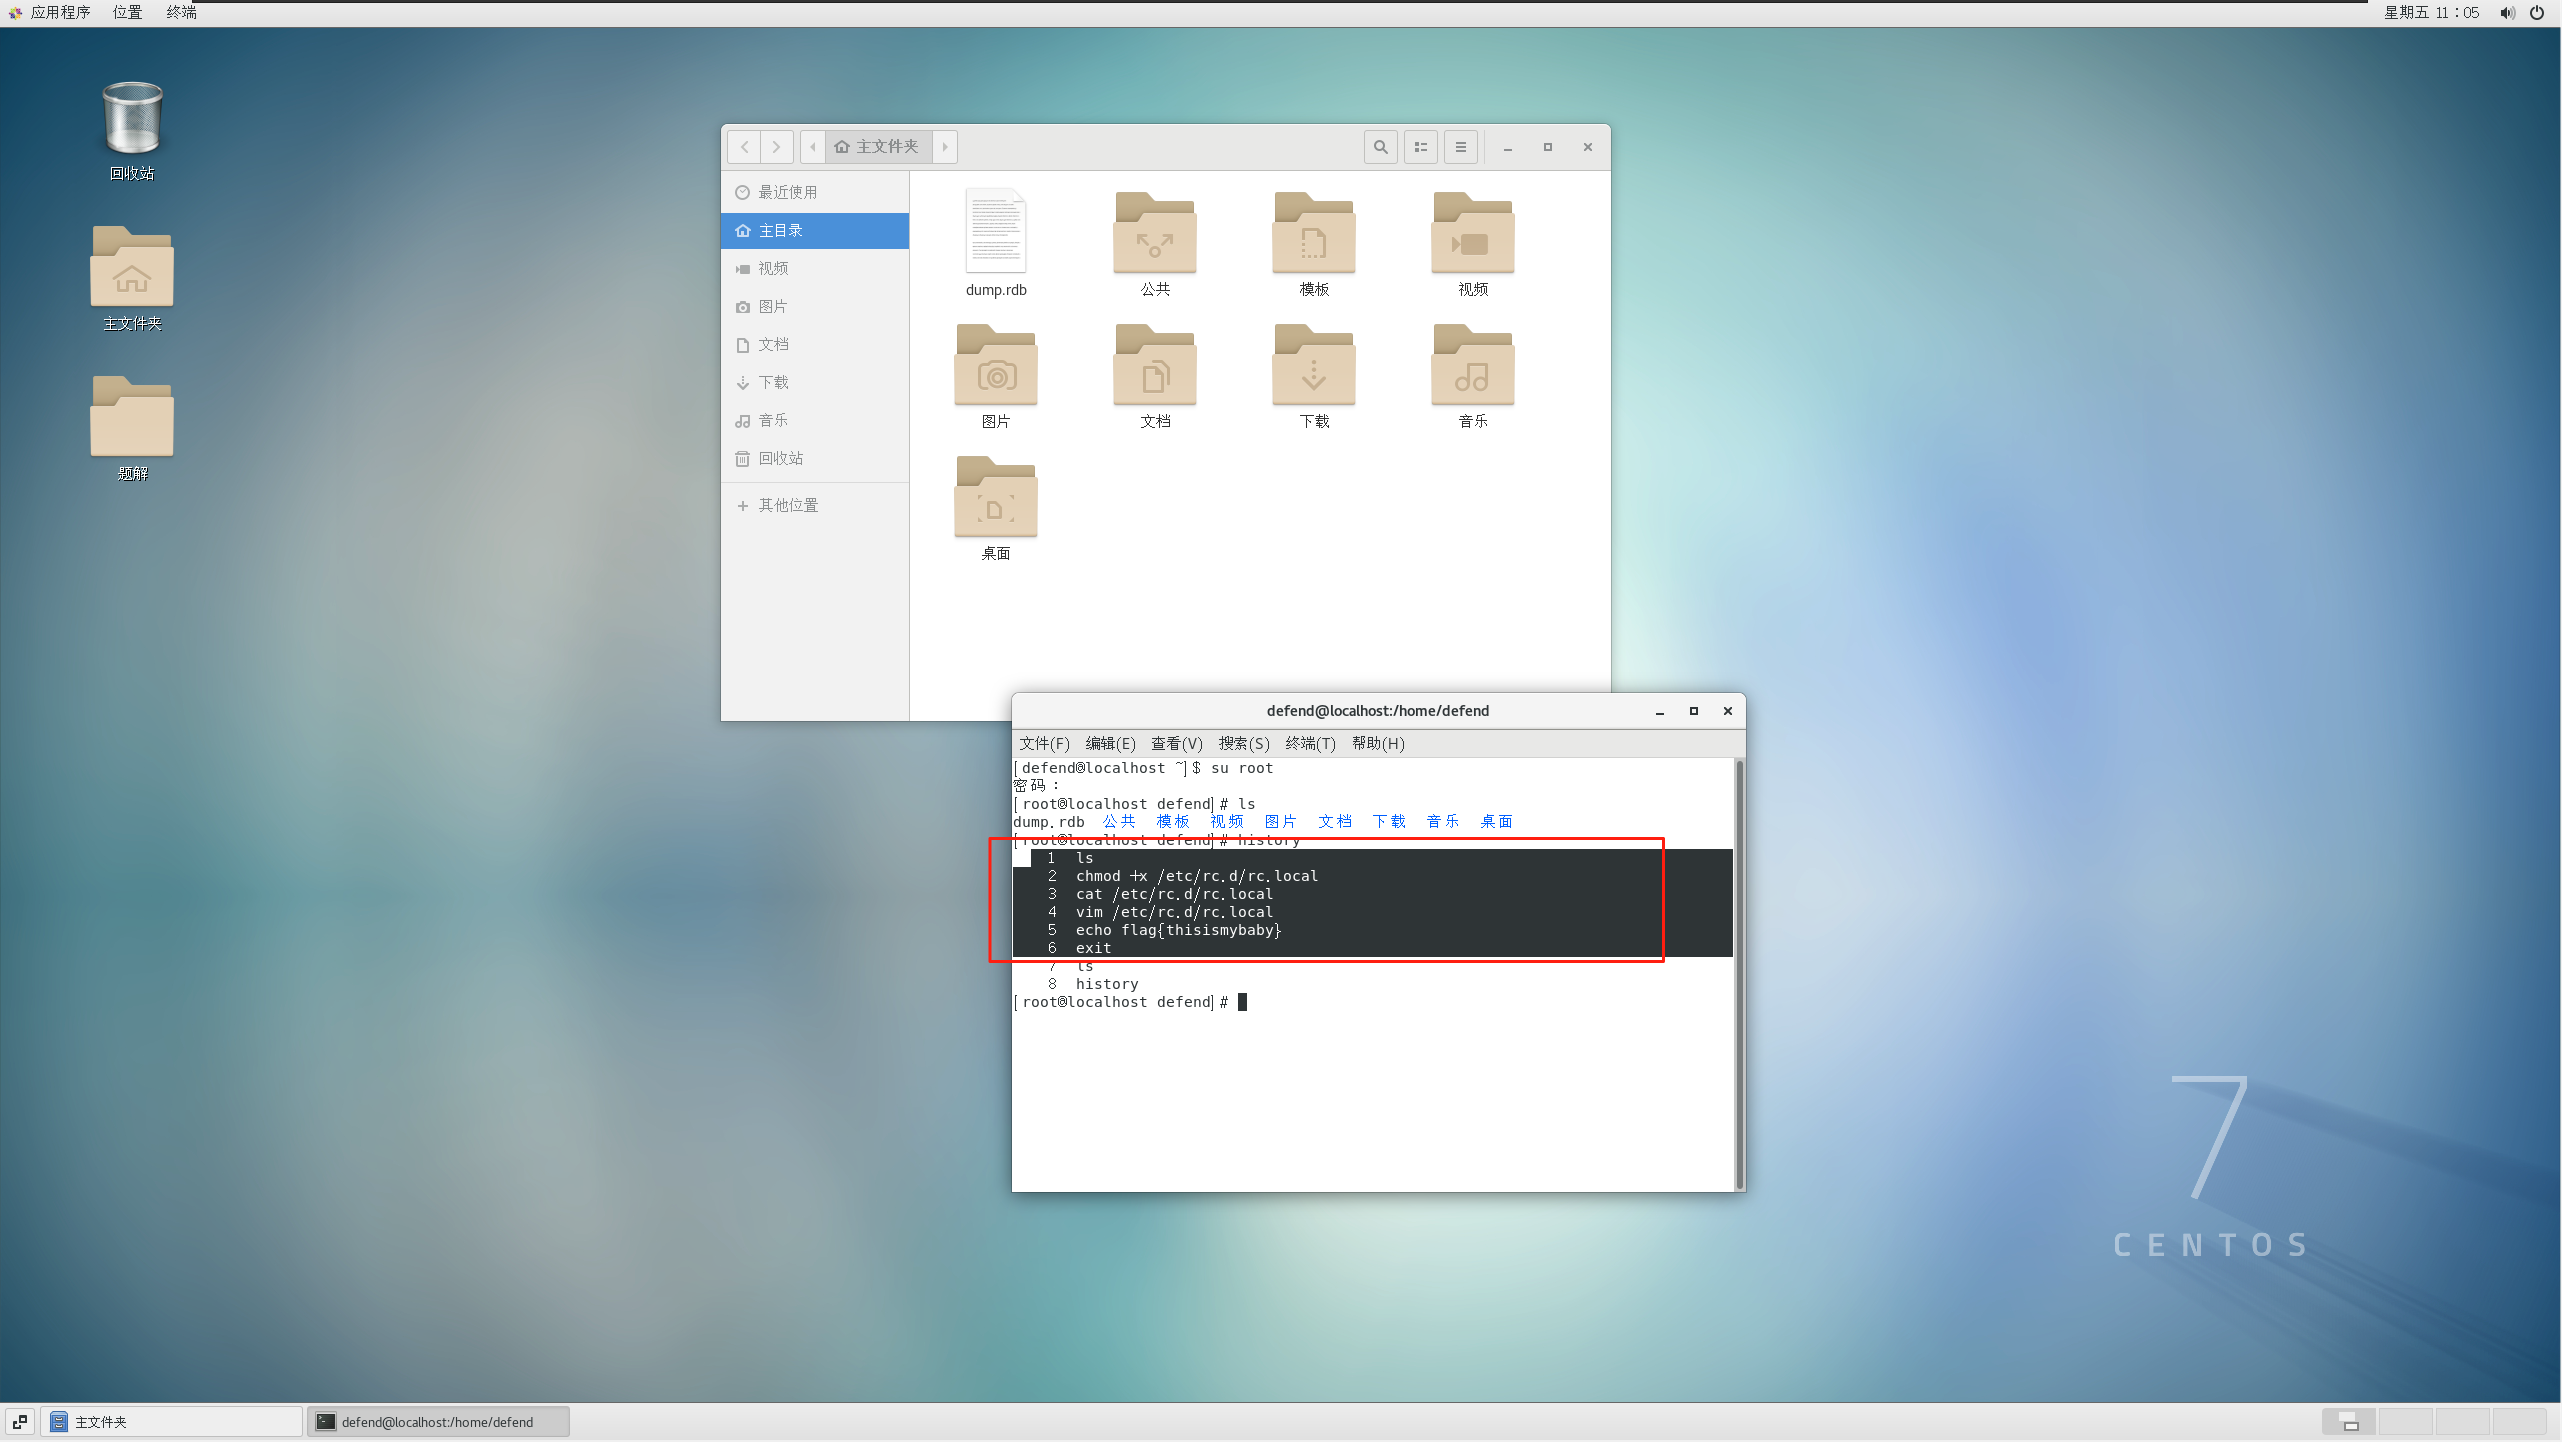 应用程序 位置 终端
星期五 11：05
回收站
主文件夹
题解
主文件夹
最近使用
主目录
视频
图片
文档
下载
音乐
回收站
其他位置
dump.rdb 公共 模板 视频
图片 文档 下载 音乐
桌面
defend@localhost:/home/defend
文件(F) 编辑(E) 查看(V) 搜索(S) 终端(T) 帮助(H)
[defend@localhost ~]$ su root
密码：
[root@localhost defend]# ls
dump.rdb 公共 模板 视频 图片 文档 下载 音乐 桌面
[root@localhost defend]# history
1 ls
2 chmod +x /etc/rc.d/rc.local
3 cat /etc/rc.d/rc.local
4 vim /etc/rc.d/rc.local
5 echo flag{thisismybaby}
6 exit
7 ls
8 history
[root@localhost defend]#
7
CENTOS
主文件夹
defend@localhost:/home/defend